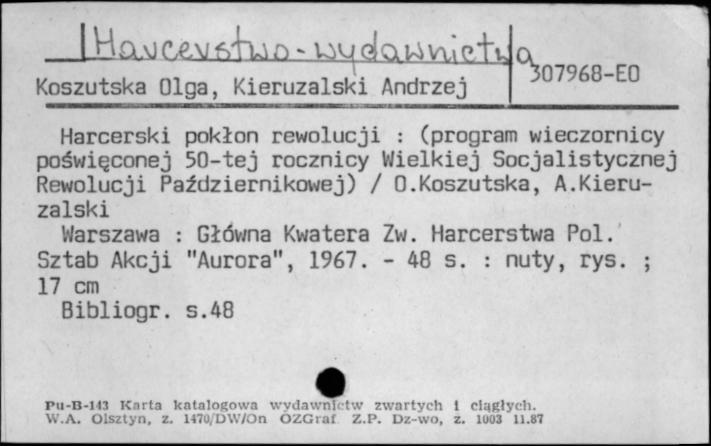 Harcerstwo-wydawnictwa
307968-EO
Koszutska Olga, Kieruzalski Andrzej
Harcerski pokłon rewolucji : (program wieczornicy
poświęconej 50-tej rocznicy Wielkiej Socjalistycznej
Rewolucji Październikowej) / O.Koszutska, A.Kieru-
zalski
Warszawa : Główna Kwatera Zw. Harcerstwa Pol.
Sztab Akcji "Aurora", 1967. - 48 s. : nuty, rys. ;
17 cm
Bibliogr. s.48
Pu-B-143 Karta katalogowa wydawnictw zwartych i ciągłych.
W.A. Olsztyn, z. 1470/DW/On OZGraf. Z.P. Dz-wo, z. 1003 11.87